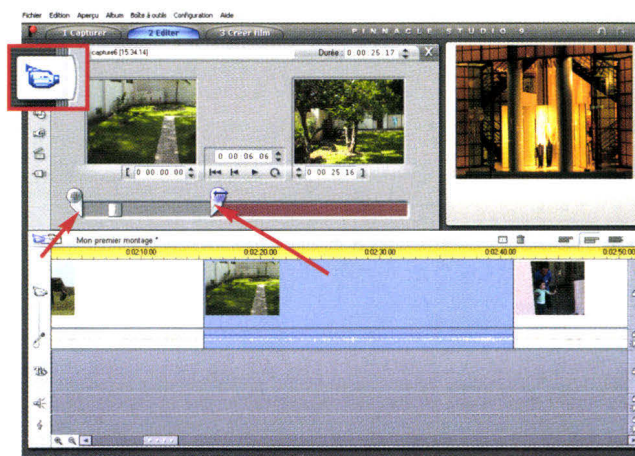 Fichier Edition Aperçu Album Boîte à outils Configuration Aide
1 Capturer 2 Editer 3 Créer film PINNACLE STUDIO 9
capture6 [15:34:14] Durée : 0 00 25 17 X
0 00 06 06
[ 0 00 00 00 0 00 25 16 ]
Mon premier montage *
0:02:10.00 0:02:20.00 0:02:30.00 0:02:40.00 0:02:50.00